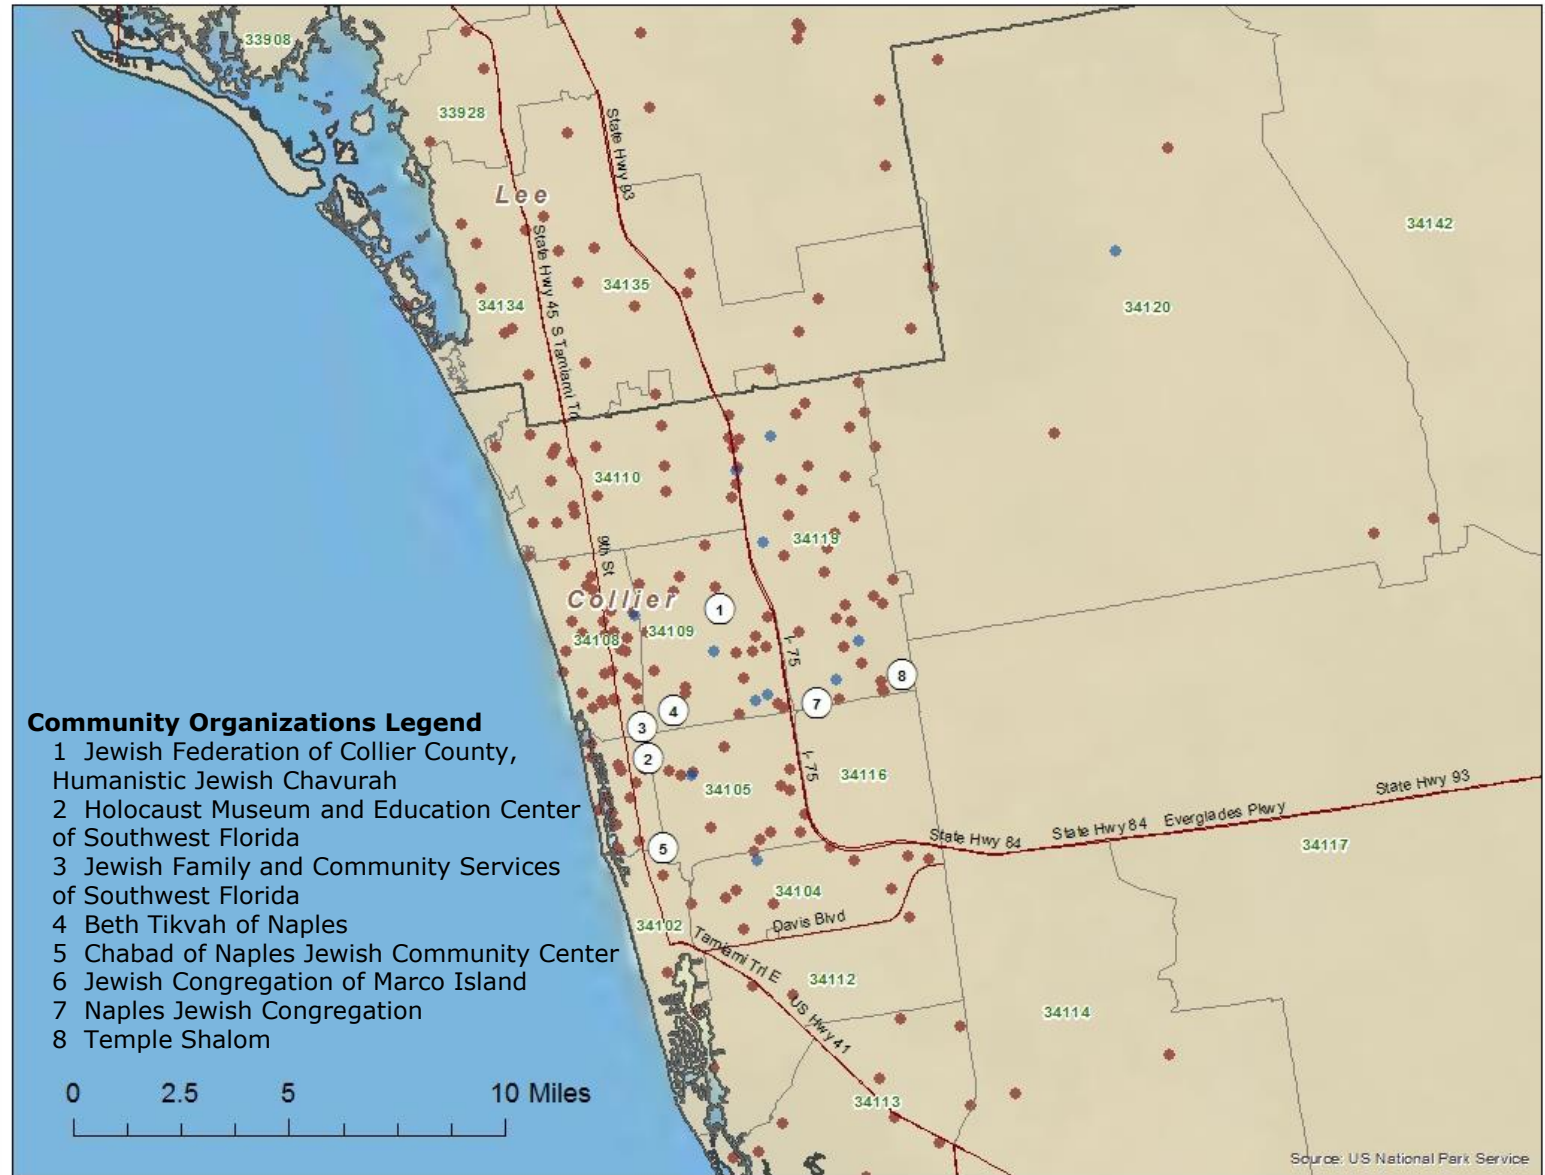 33908
33928
State Hwy 93
Lee
34142
State Hwy 45 S Tamiami Trl
34135
34134
34120
34110
34119
9th St
Collier
1
34109
34108
I- 75
8
7
4
3
2
I- 75
34116
34105
State Hwy 93
State Hwy 84
State Hwy 84
Everglades Pkwy
34117
5
34104
Davis Blvd
34102
Tamiami Trl E
34112
US Hwy 41
34114
34113
Community Organizations Legend
1 Jewish Federation of Collier County,
Humanistic Jewish Chavurah
2 Holocaust Museum and Education Center
of Southwest Florida
3 Jewish Family and Community Services
of Southwest Florida
4 Beth Tikvah of Naples
5 Chabad of Naples Jewish Community Center
6 Jewish Congregation of Marco Island
7 Naples Jewish Congregation
8 Temple Shalom
0 2.5 5 10 Miles
Source: US National Park Service